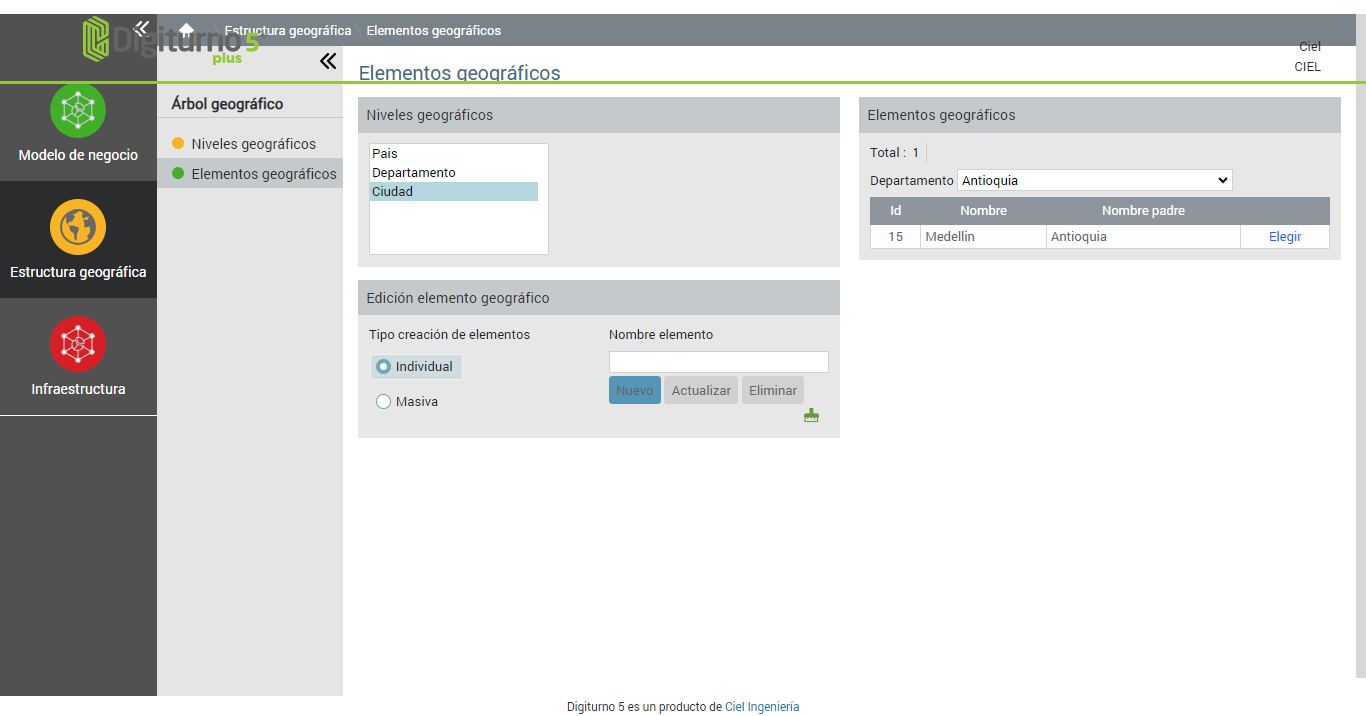 Digiturno 5
plus
Estructura geográfica
Elementos geográficos
Ciel
CIEL
Elementos geográficos
Modelo de negocio
Estructura geográfica
Infraestructura
Árbol geográfico
Niveles geográficos
Elementos geográficos
Niveles geográficos
Pais
Departamento
Ciudad
Edición elemento geográfico
Tipo creación de elementos
Individual
Masiva
Nombre elemento
Nuevo Actualizar Eliminar
Elementos geográficos
Total : 1
Departamento Antioquia
Id Nombre Nombre padre
15 Medellin Antioquia Elegir
Digiturno 5 es un producto de Ciel Ingeniería